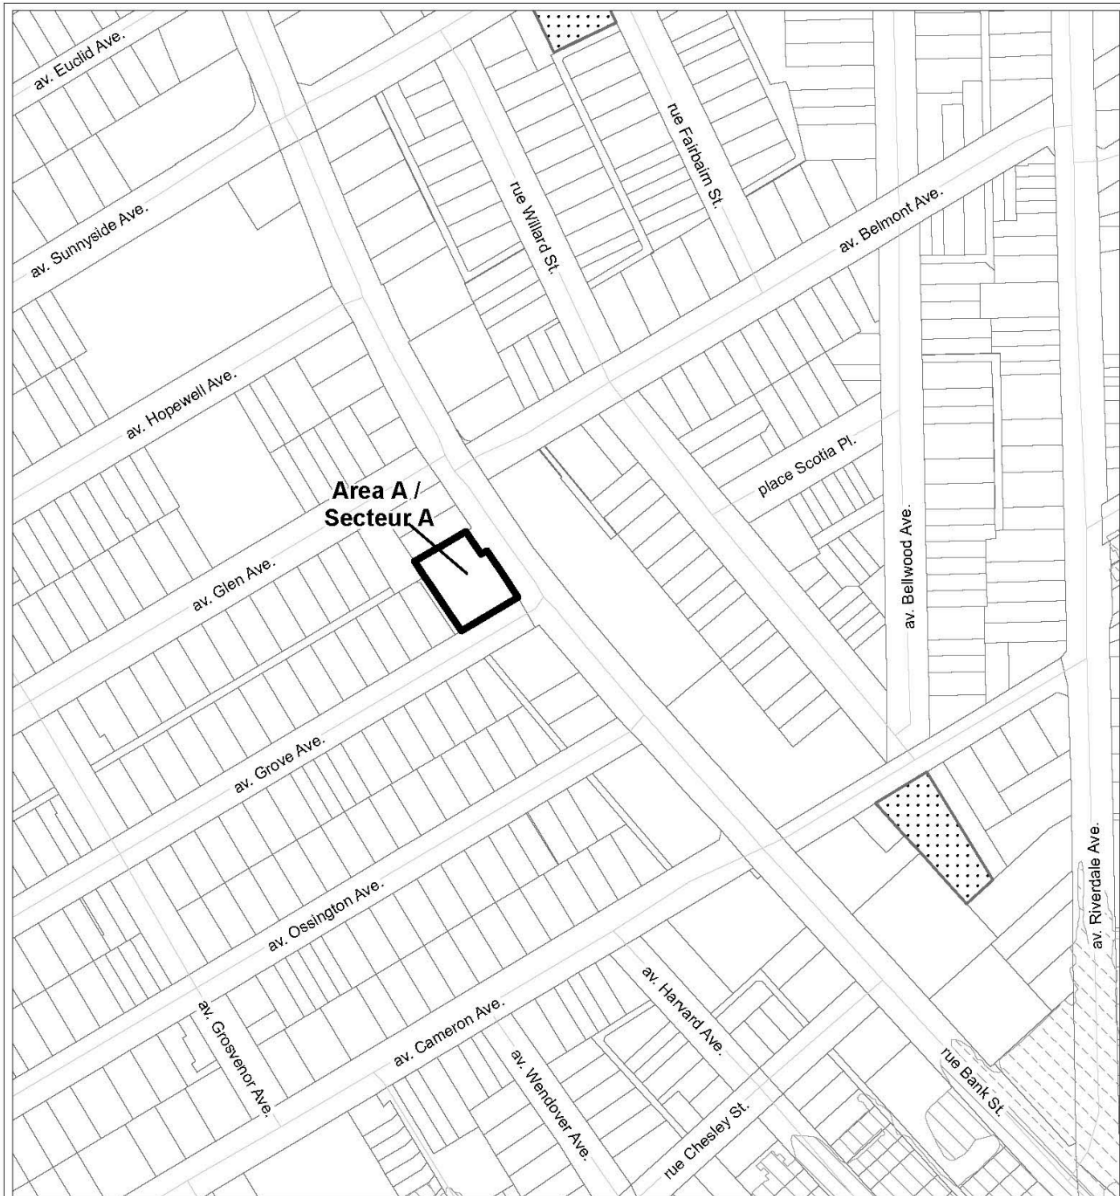 av. Euclid Ave.
rue Fairbairn St.
rue Willard St.
av. Sunnyside Ave.
av. Belmont Ave.
av. Hopewell Ave.
place Scotia Pl.
Area A /
Secteur A
av. Glen Ave.
av. Bellwood Ave.
av. Grove Ave.
av. Riverdale Ave.
av. Ossington Ave.
av. Harvard Ave.
av. Grosvenor Ave.
av. Cameron Ave.
av. Wendover Ave.
rue Bank St.
rue Chesley St.